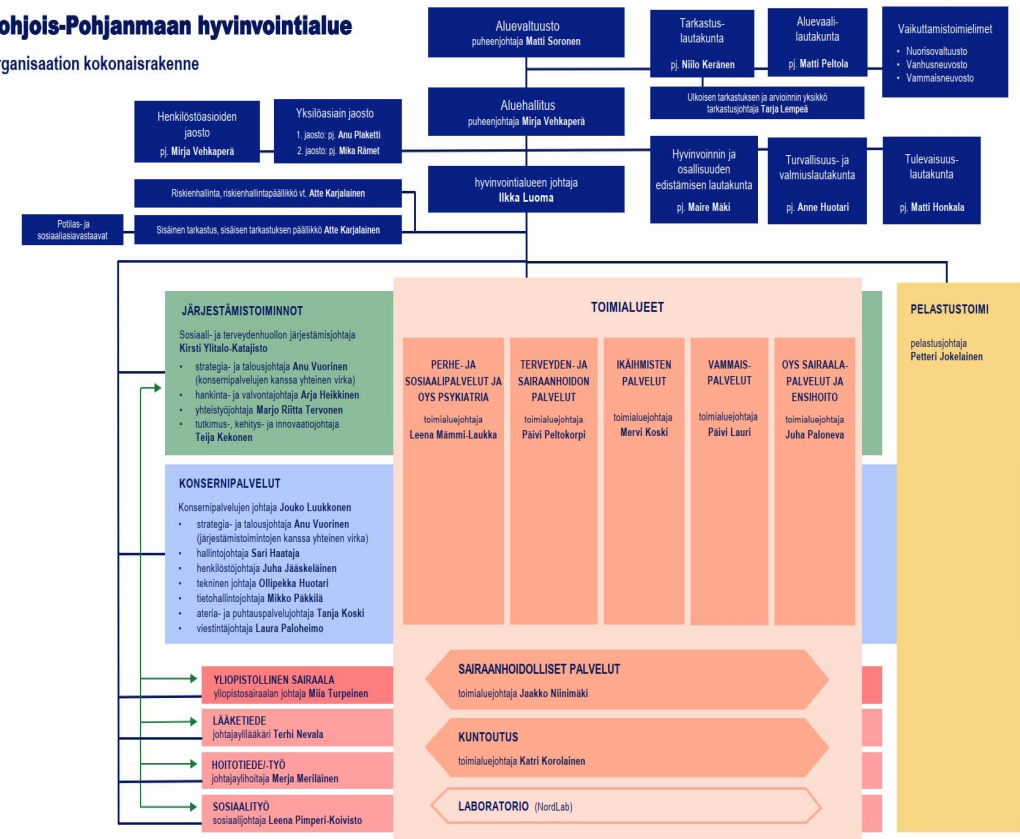 ohjois-Pohjanmaan hyvinvointialue
rganisaation kokonaisrakenne
Aluevaltuusto
puheenjohtaja Matti Soronen
Tarkastus-
lautakunta
pj. Niilo Keränen
Aluevaali-
lautakunta
pj. Matti Peltola
Vaikuttamistoimielimet
• Nuorisovaltuusto
• Vanhusneuvosto
• Vammaisneuvosto
Ulkoisen tarkastuksen ja arvioinnin yksikkö
tarkastusjohtaja Tarja Lempeä
Henkilöstöasioiden
jaosto
pj. Mirja Vehkaperä
Yksilöasiain jaosto
1. jaosto: pj. Anu Plaketti
2. jaosto: pj. Mika Rämet
Aluehallitus
puheenjohtaja Mirja Vehkaperä
Hyvinvoinnin ja
osallisuuden
edistämisen lautakunta
pj. Maire Mäki
Turvallisuus- ja
valmiuslautakunta
pj. Anne Huotari
Tulevaisuus-
lautakunta
pj. Matti Honkala
hyvinvointialueen johtaja
Ilkka Luoma
Riskienhallinta, riskienhallintapäällikkö vt. Atte Karjalainen
Potilas- ja
sosiaaliasiavastaavat
Sisäinen tarkastus, sisäisen tarkastuksen päällikkö Atte Karjalainen
JÄRJESTÄMISTOIMINNOT
Sosiaali- ja terveydenhuollon järjestämisjohtaja
Kirsti Ylitalo-Katajisto
• strategia- ja talousjohtaja Anu Vuorinen
(konsernipalvelujen kanssa yhteinen virka)
• hankinta- ja valvontajohtaja Arja Heikkinen
• yhteistyöjohtaja Marjo Riitta Tervonen
• tutkimus-, kehitys- ja innovaatiojohtaja
Teija Kekonen
KONSERNIPALVELUT
Konsernipalvelujen johtaja Jouko Luukkonen
• strategia- ja talousjohtaja Anu Vuorinen
(järjestämistoimintojen kanssa yhteinen virka)
• hallintojohtaja Sari Haataja
• henkilöstöjohtaja Juha Jääskeläinen
• tekninen johtaja Ollipekka Huotari
• tietohallintojohtaja Mikko Päkkilä
• ateria- ja puhtauspalvelujohtaja Tanja Koski
• viestintäjohtaja Laura Paloheimo
YLIOPISTOLLINEN SAIRAALA
yliopistosairaalan johtaja Miia Turpeinen
LÄÄKETIEDE
johtajaylilääkäri Terhi Nevala
HOITOTIEDE/-TYÖ
johtajaylihoitaja Merja Meriläinen
SOSIAALITYÖ
sosiaalijohtaja Leena Pimperi-Koivisto
TOIMIALUEET
PERHE- JA
SOSIAALIPALVELUT JA
OYS PSYKIATRIA
toimialuejohtaja
Leena Mämmi-Laukka
TERVEYDEN- JA
SAIRAANHOIDON
PALVELUT
toimialuejohtaja
Päivi Peltokorpi
IKÄIHMISTEN
PALVELUT
toimialuejohtaja
Mervi Koski
VAMMAIS-
PALVELUT
toimialuejohtaja
Päivi Lauri
OYS SAIRAALA-
PALVELUT JA
ENSIHOITO
toimialuejohtaja
Juha Paloneva
SAIRAANHOIDOLLISET PALVELUT
toimialuejohtaja Jaakko Niinimäki
KUNTOUTUS
toimialuejohtaja Katri Korolainen
LABORATORIO (NordLab)
PELASTUSTOIMI
pelastusjohtaja
Petteri Jokelainen